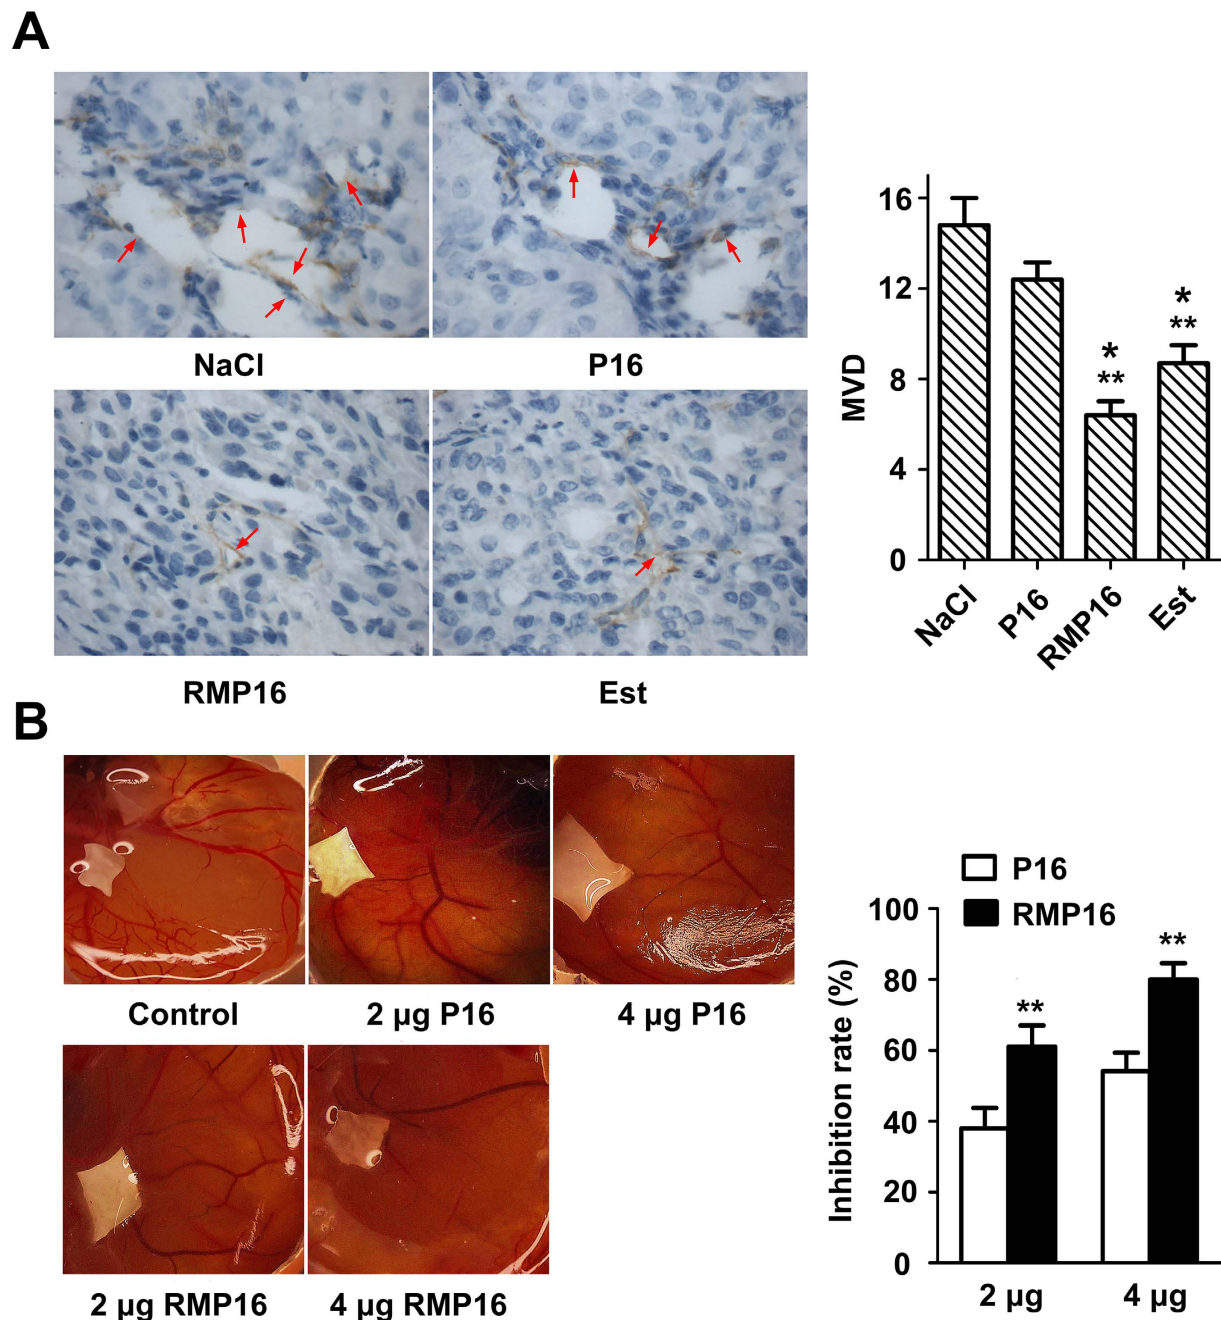 A
NaCl
P16
RMP16
Est
16
12
8
4
0
MVD
*
**
*
**
NaCl
P16
RMP16
Est
B
Control
2 µg P16
4 µg P16
2 µg RMP16
4 µg RMP16
P16
RMP16
100
80
60
40
20
0
Inhibition rate (%)
**
**
2 µg
4 µg